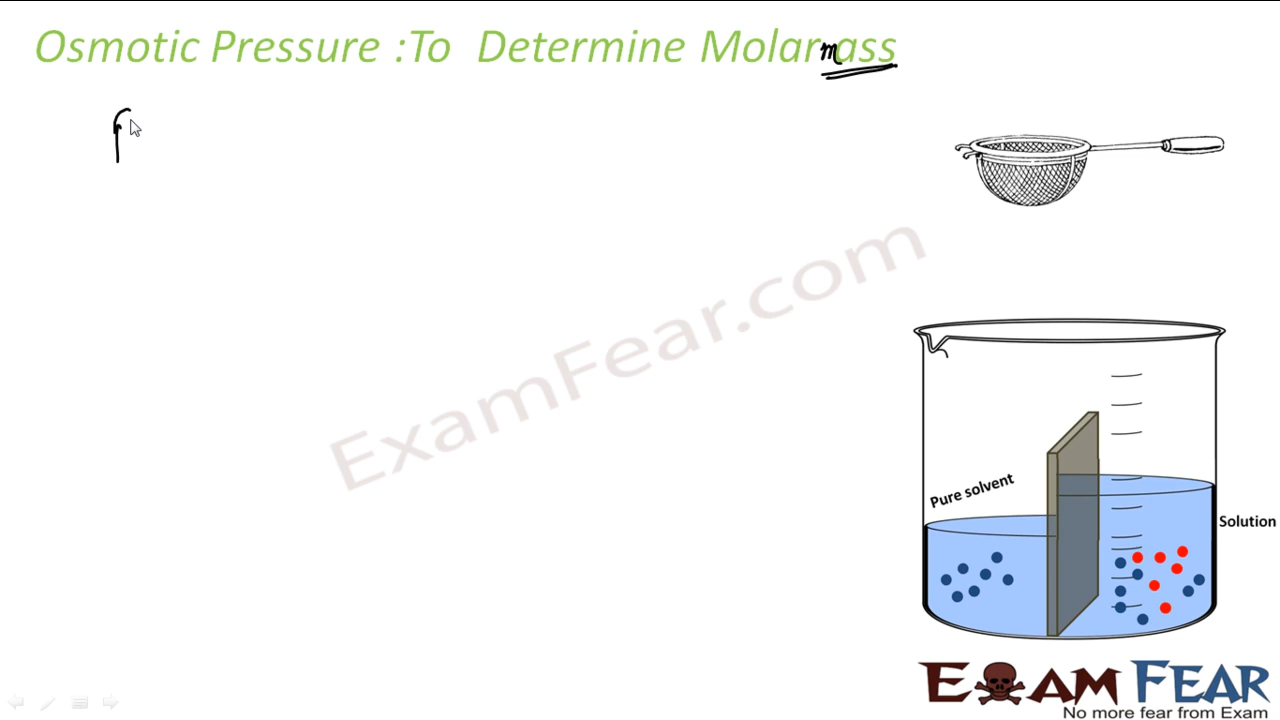 Osmotic Pressure :To Determine Molar mass
ExamFear.com
Pure solvent
Solution
EXAM FEAR
No more fear from Exam